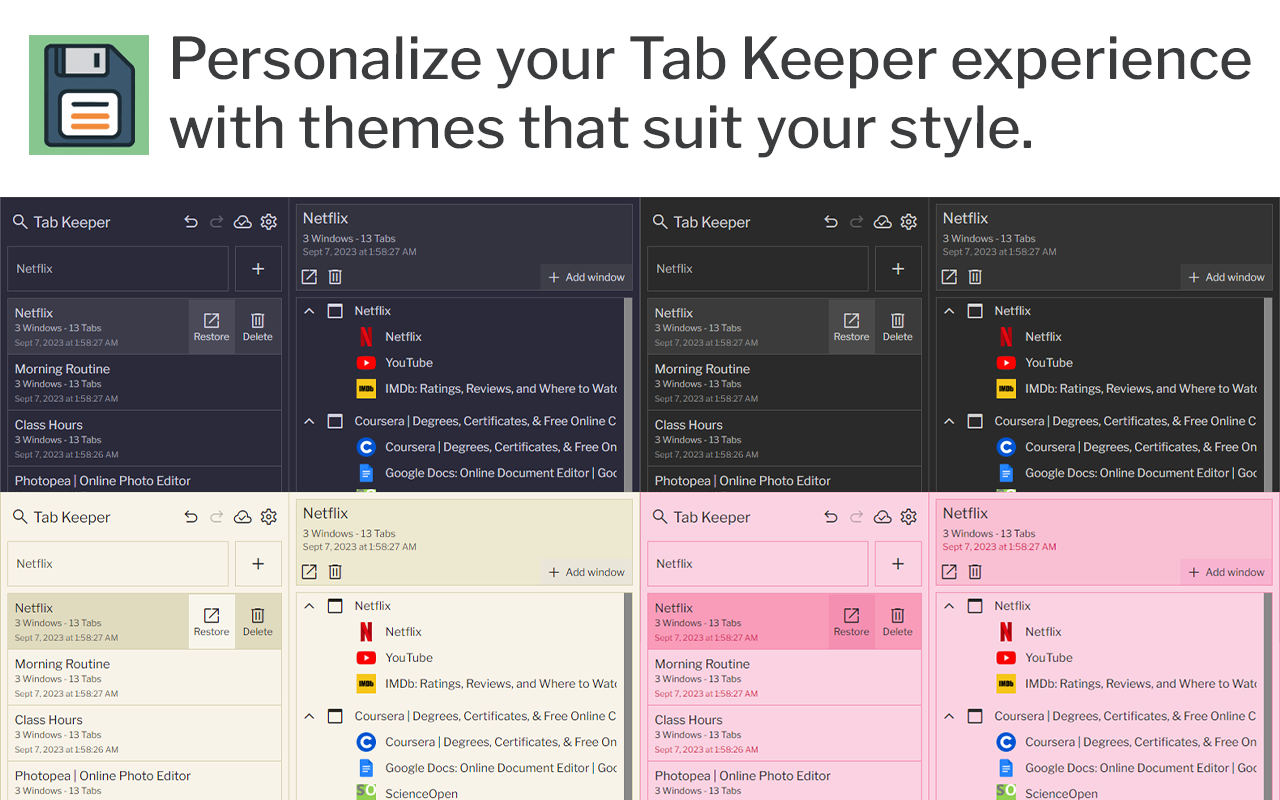 Personalize your Tab Keeper experience
with themes that suit your style.
Tab Keeper
Netflix
Netflix
3 Windows - 13 Tabs
Sept 7, 2023 at 1:58:27 AM
Restore
Delete
Morning Routine
3 Windows - 13 Tabs
Sept 7, 2023 at 1:58:27 AM
Class Hours
3 Windows - 13 Tabs
Sept 7, 2023 at 1:58:26 AM
Photopea | Online Photo Editor
Netflix
3 Windows - 13 Tabs
Sept 7, 2023 at 1:58:27 AM
Add window
Netflix
Netflix
YouTube
IMDb
IMDb: Ratings, Reviews, and Where to Watc
Coursera | Degrees, Certificates, & Free Online C
Coursera | Degrees, Certificates, & Free On
Google Docs: Online Document Editor | Goo
Tab Keeper
Netflix
Netflix
3 Windows - 13 Tabs
Sept 7, 2023 at 1:58:27 AM
Restore
Delete
Morning Routine
3 Windows - 13 Tabs
Sept 7, 2023 at 1:58:27 AM
Class Hours
3 Windows - 13 Tabs
Sept 7, 2023 at 1:58:26 AM
Photopea | Online Photo Editor
Netflix
3 Windows - 13 Tabs
Sept 7, 2023 at 1:58:27 AM
Add window
Netflix
Netflix
YouTube
IMDb
IMDb: Ratings, Reviews, and Where to Watc
Coursera | Degrees, Certificates, & Free Online C
Coursera | Degrees, Certificates, & Free On
Google Docs: Online Document Editor | Goo
Tab Keeper
Netflix
Netflix
3 Windows - 13 Tabs
Sept 7, 2023 at 1:58:27 AM
Restore
Delete
Morning Routine
3 Windows - 13 Tabs
Sept 7, 2023 at 1:58:27 AM
Class Hours
3 Windows - 13 Tabs
Sept 7, 2023 at 1:58:26 AM
Photopea | Online Photo Editor
3 Windows - 13 Tabs
Netflix
3 Windows - 13 Tabs
Sept 7, 2023 at 1:58:27 AM
Add window
Netflix
Netflix
YouTube
IMDb
IMDb: Ratings, Reviews, and Where to Watc
Coursera | Degrees, Certificates, & Free Online C
Coursera | Degrees, Certificates, & Free On
Google Docs: Online Document Editor | Goo
SO
ScienceOpen
Tab Keeper
Netflix
Netflix
3 Windows - 13 Tabs
Sept 7, 2023 at 1:58:27 AM
Restore
Delete
Morning Routine
3 Windows - 13 Tabs
Sept 7, 2023 at 1:58:27 AM
Class Hours
3 Windows - 13 Tabs
Sept 7, 2023 at 1:58:26 AM
Photopea | Online Photo Editor
3 Windows - 13 Tabs
Netflix
3 Windows - 13 Tabs
Sept 7, 2023 at 1:58:27 AM
Add window
Netflix
Netflix
YouTube
IMDb
IMDb: Ratings, Reviews, and Where to Watc
Coursera | Degrees, Certificates, & Free Online C
Coursera | Degrees, Certificates, & Free On
Google Docs: Online Document Editor | Goo
SO
ScienceOpen